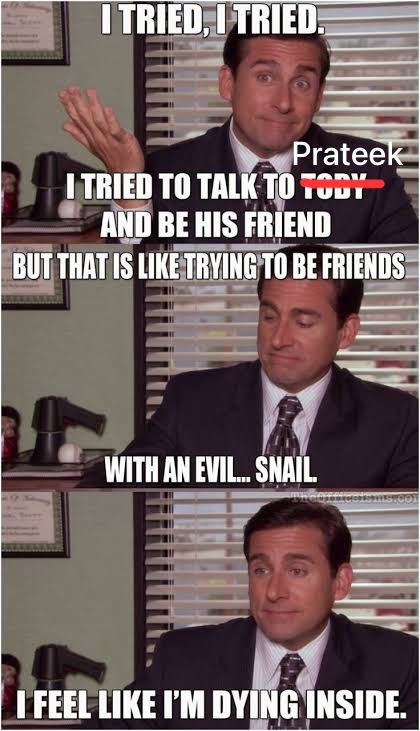 I TRIED, I TRIED.
Prateek
I TRIED TO TALK TO TOBY
AND BE HIS FRIEND
BUT THAT IS LIKE TRYING TO BE FRIENDS
WITH AN EVIL... SNAIL.
TheOfficeisms.com
I FEEL LIKE I'M DYING INSIDE.